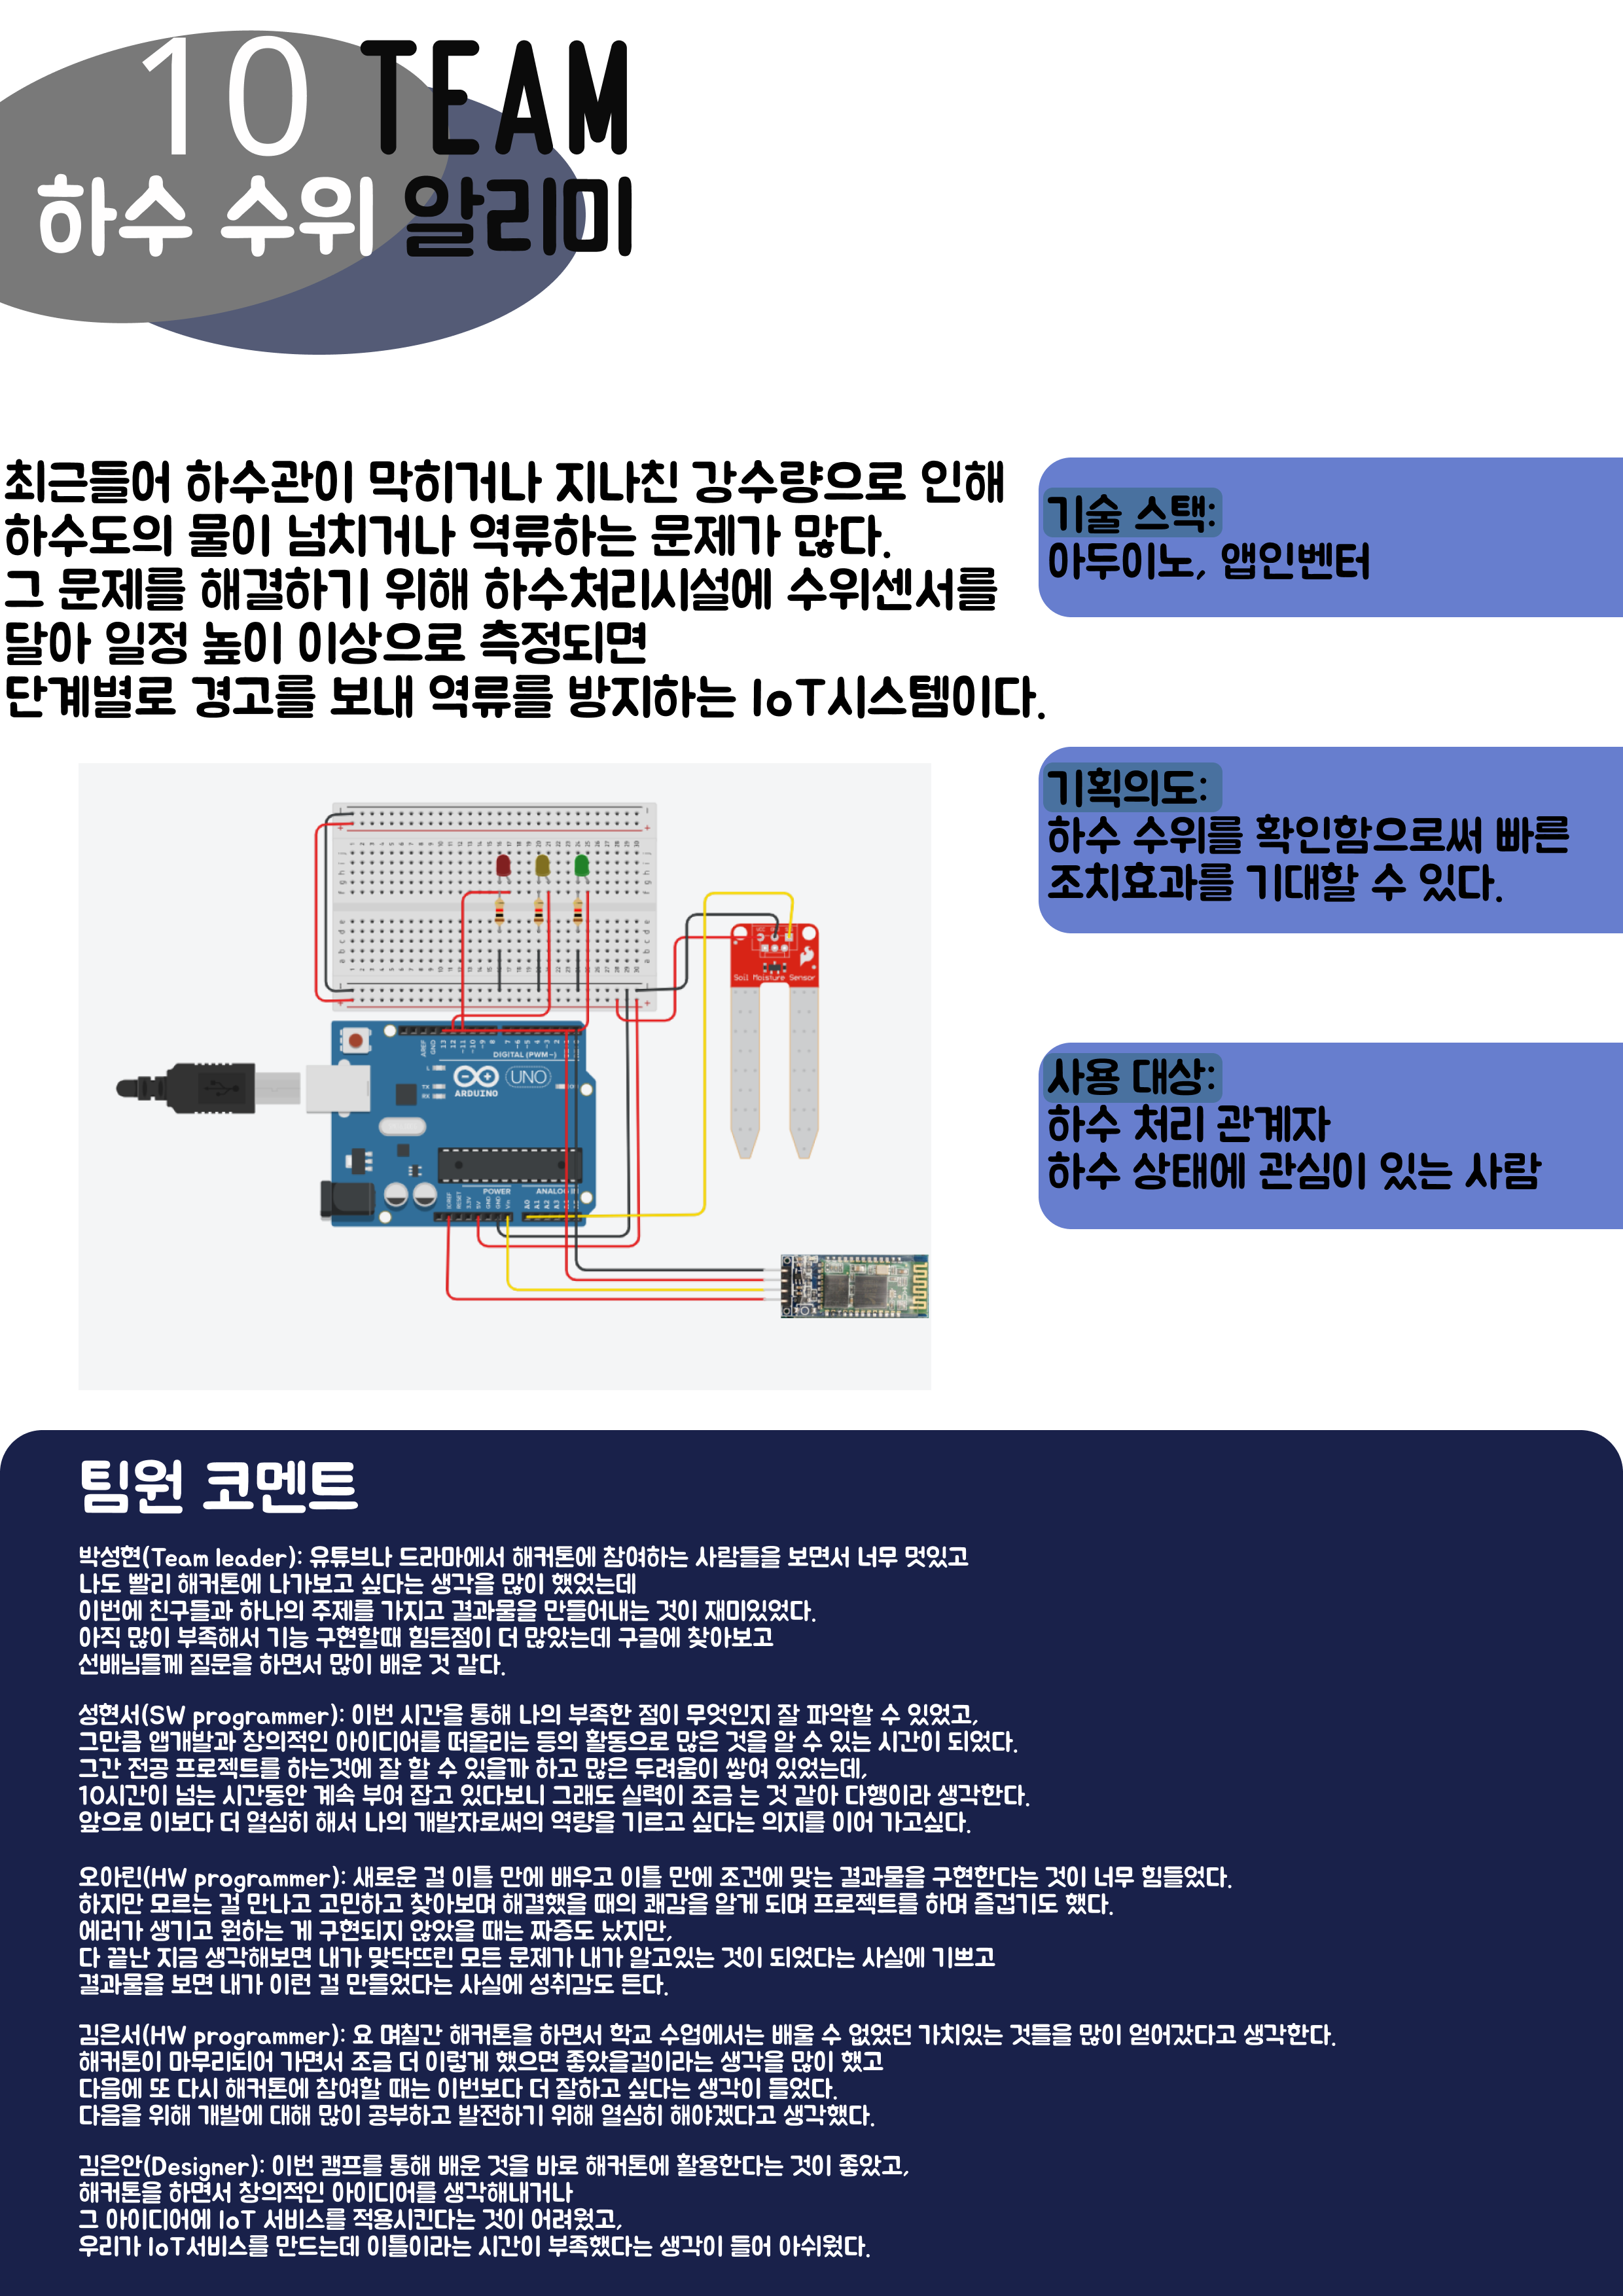 10 TEAM
하수 수위 알리미
최근들어 하수관이 막히거나 지나친 강수량으로 인해
하수도의 물이 넘치거나 역류하는 문제가 많다.
그 문제를 해결하기 위해 하수처리시설에 수위센서를
달아 일정 높이 이상으로 측정되면
단계별로 경고를 보내 역류를 방지하는 IoT시스템이다.
기술 스택:
아두이노, 앱인벤터
기획의도:
하수 수위를 확인함으로써 빠른
조치효과를 기대할 수 있다.
사용 대상:
하수 처리 관계자
하수 상태에 관심이 있는 사람
Soil Moisture Sensor
DIGITAL (PWM~)
UNO
ARDUINO
POWER
ANALOG IN
팀원 코멘트
박성현(Team leader): 유튜브나 드라마에서 해커톤에 참여하는 사람들을 보면서 너무 멋있고
나도 빨리 해커톤에 나가보고 싶다는 생각을 많이 했었는데
이번에 친구들과 하나의 주제를 가지고 결과물을 만들어내는 것이 재미있었다.
아직 많이 부족해서 기능 구현할때 힘든점이 더 많았는데 구글에 찾아보고
선배님들께 질문을 하면서 많이 배운 것 같다.
성현서(SW programmer): 이번 시간을 통해 나의 부족한 점이 무엇인지 잘 파악할 수 있었고,
그만큼 앱개발과 창의적인 아이디어를 떠올리는 등의 활동으로 많은 것을 알 수 있는 시간이 되었다.
그간 전공 프로젝트를 하는것에 잘 할 수 있을까 하고 많은 두려움이 쌓여 있었는데,
10시간이 넘는 시간동안 계속 부여 잡고 있다보니 그래도 실력이 조금 는 것 같아 다행이라 생각한다.
앞으로 이보다 더 열심히 해서 나의 개발자로써의 역량을 기르고 싶다는 의지를 이어 가고싶다.
오아린(HW programmer): 새로운 걸 이틀 만에 배우고 이틀 만에 조건에 맞는 결과물을 구현한다는 것이 너무 힘들었다.
하지만 모르는 걸 만나고 고민하고 찾아보며 해결했을 때의 쾌감을 알게 되며 프로젝트를 하며 즐겁기도 했다.
에러가 생기고 원하는 게 구현되지 않았을 때는 짜증도 났지만,
다 끝난 지금 생각해보면 내가 맞닥뜨린 모든 문제가 내가 알고있는 것이 되었다는 사실에 기쁘고
결과물을 보면 내가 이런 걸 만들었다는 사실에 성취감도 든다.
김은서(HW programmer): 요 며칠간 해커톤을 하면서 학교 수업에서는 배울 수 없었던 가치있는 것들을 많이 얻어갔다고 생각한다.
해커톤이 마무리되어 가면서 조금 더 이렇게 했으면 좋았을걸이라는 생각을 많이 했고
다음에 또 다시 해커톤에 참여할 때는 이번보다 더 잘하고 싶다는 생각이 들었다.
다음을 위해 개발에 대해 많이 공부하고 발전하기 위해 열심히 해야겠다고 생각했다.
김은안(Designer): 이번 캠프를 통해 배운 것을 바로 해커톤에 활용한다는 것이 좋았고,
해커톤을 하면서 창의적인 아이디어를 생각해내거나
그 아이디어에 IoT 서비스를 적용시킨다는 것이 어려웠고,
우리가 IoT서비스를 만드는데 이틀이라는 시간이 부족했다는 생각이 들어 아쉬웠다.